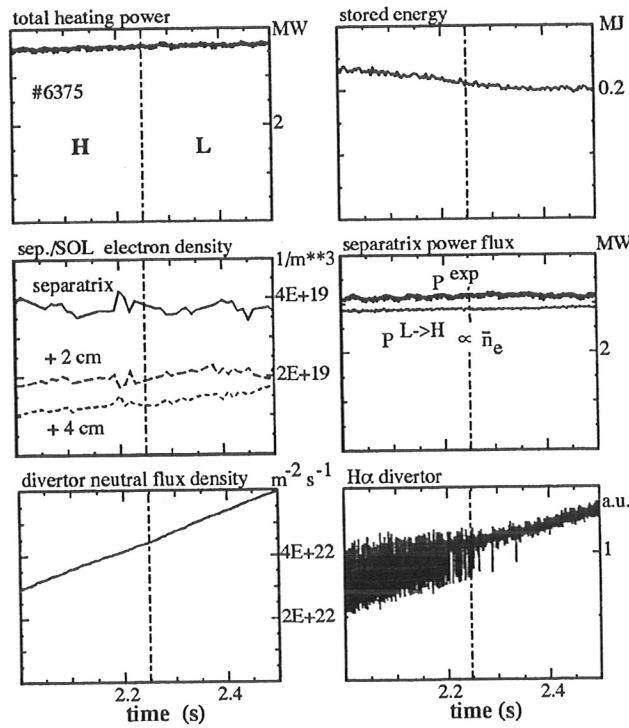 total heating power
MW
#6375
2
H
L
stored energy
MJ
0.2
sep./SOL electron density
1/m**3
separatrix
4E+19
+ 2 cm
2E+19
+ 4 cm
separatrix power flux
MW
P^exp
P^L->H ∝ n̄_e
2
divertor neutral flux density
m^-2 s^-1
4E+22
2E+22
2.2
2.4
time (s)
Hα divertor
a.u.
1
2.2
2.4
time (s)